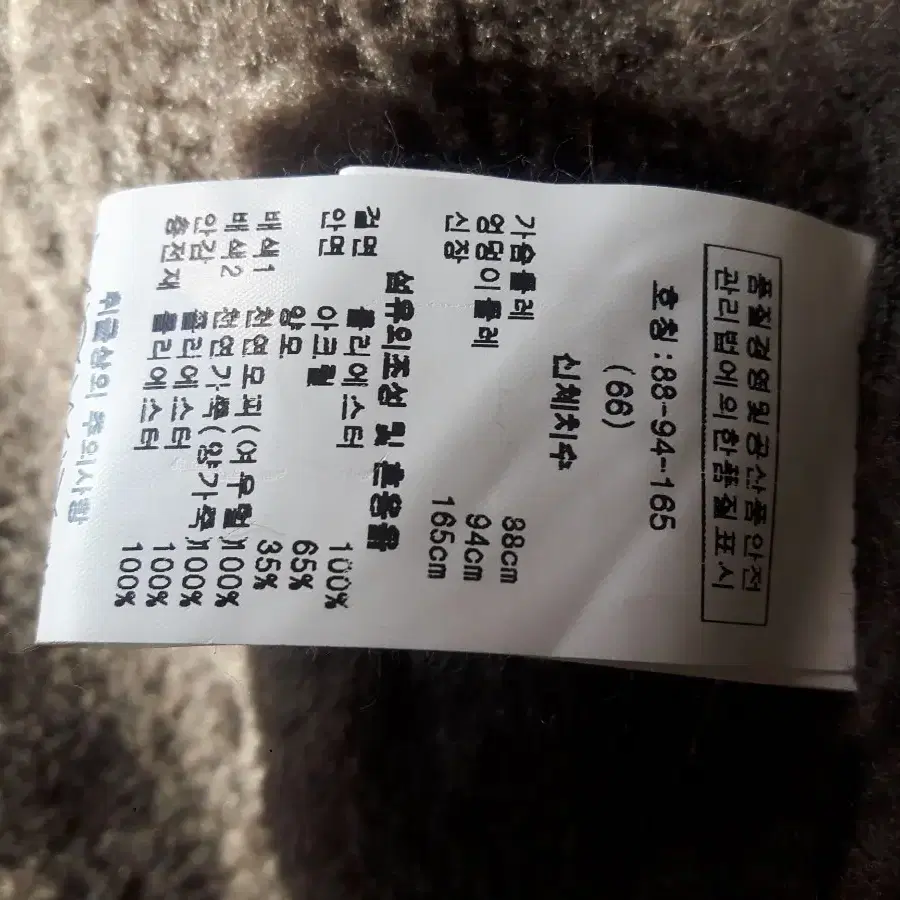 품질경영및공산품안전
관리법에의한품질표시
호칭:88-94-165
(66)
신체치수
가슴둘레 88cm
엉덩이둘레 94cm
신장 165cm
섬유의조성 및 혼용율
겉면 폴리에스터 100%
안면 아크릴 65%
양모 35%
배색1 천연모피(여우털)100%
배색2 천연가죽(양가죽)100%
안감 폴리에스터 100%
충전재 폴리에스터 100%
취급상의 주의사항